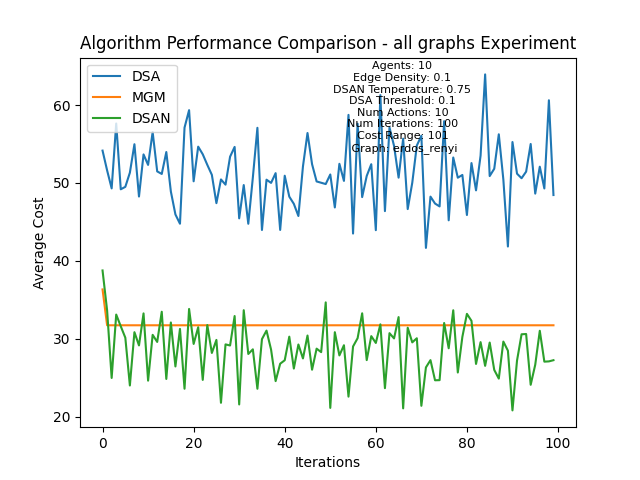 Algorithm Performance Comparison - all graphs Experiment
DSA
MGM
DSAN
Agents: 10
Edge Density: 0.1
DSAN Temperature: 0.75
DSA Threshold: 0.1
Num Actions: 10
Num Iterations: 100
Cost Range: 101
Graph: erdos_renyi
Average Cost
60
50
40
30
20
0
20
40
60
80
100
Iterations